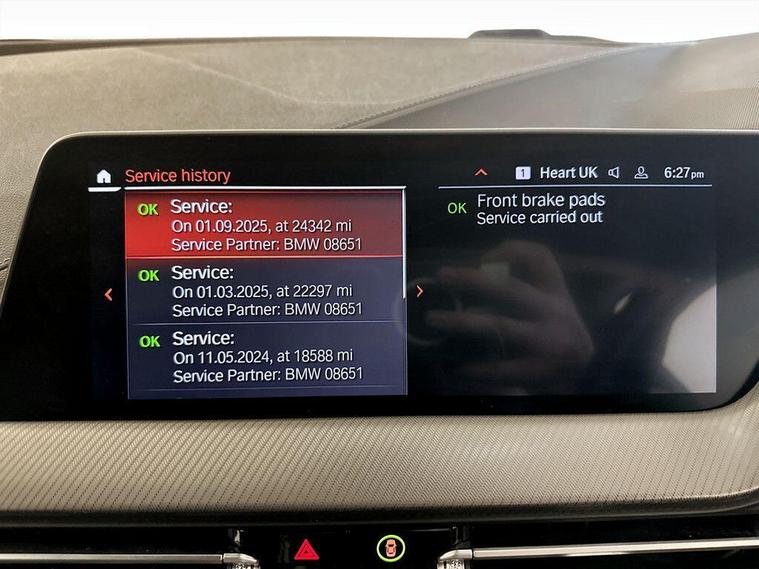 Service history
1 Heart UK 6:27pm
OK Service:
On 01.09.2025, at 24342 mi
Service Partner: BMW 08651
OK Service:
On 01.03.2025, at 22297 mi
Service Partner: BMW 08651
OK Service:
On 11.05.2024, at 18588 mi
Service Partner: BMW 08651
OK Front brake pads
Service carried out